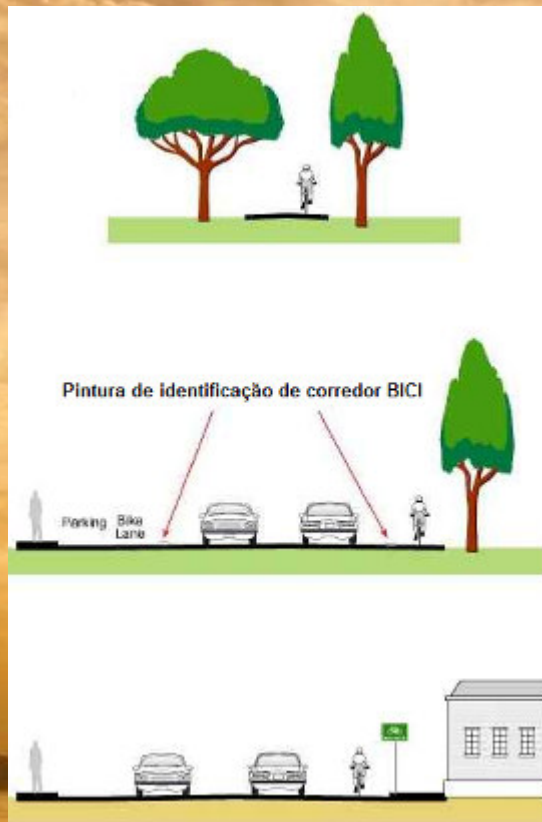 Pintura de identificação de corredor BICI
Parking
Bike
Lane